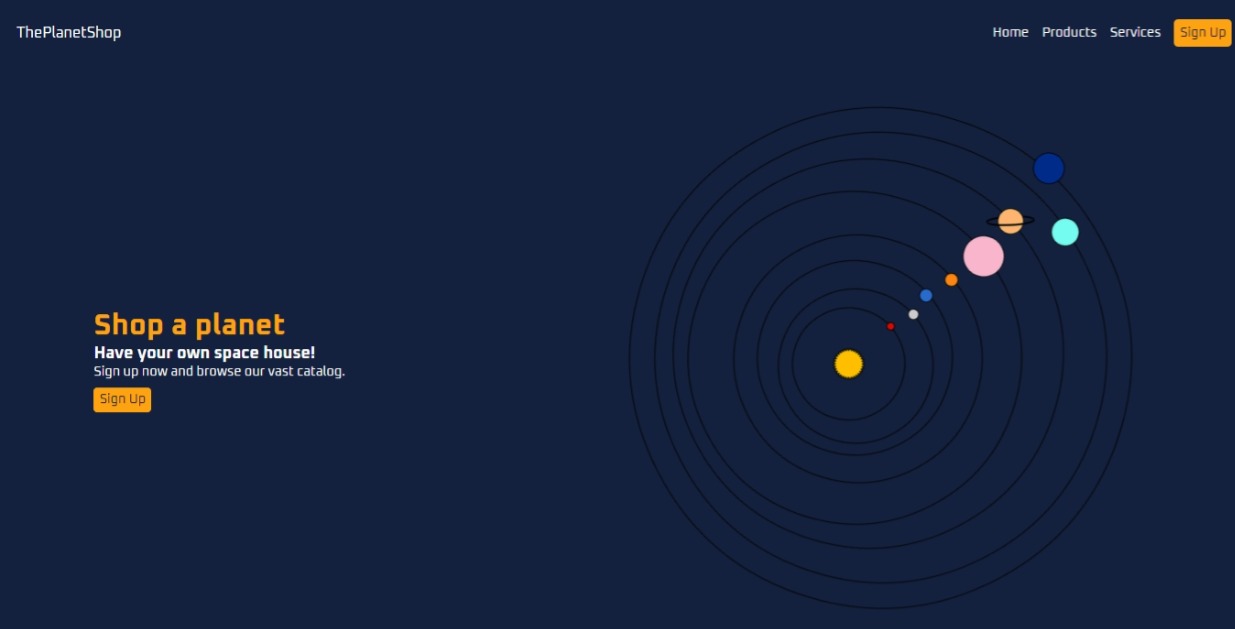 ThePlanetShop
Home Products Services Sign Up
Shop a planet
Have your own space house!
Sign up now and browse our vast catalog.
Sign Up